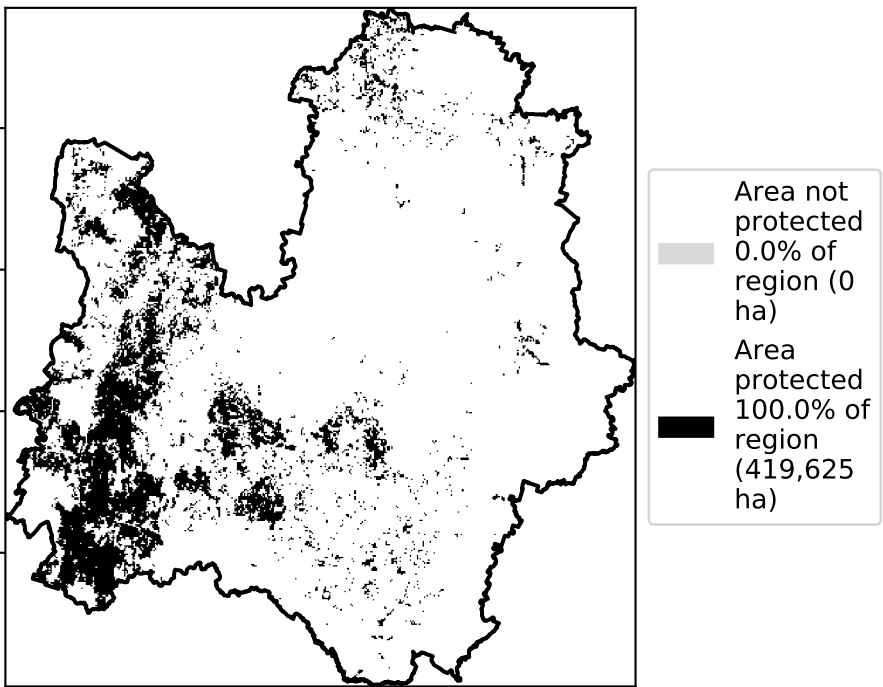 Area not
protected
0.0% of
region (0
ha)
Area
protected
100.0% of
region
(419,625
ha)